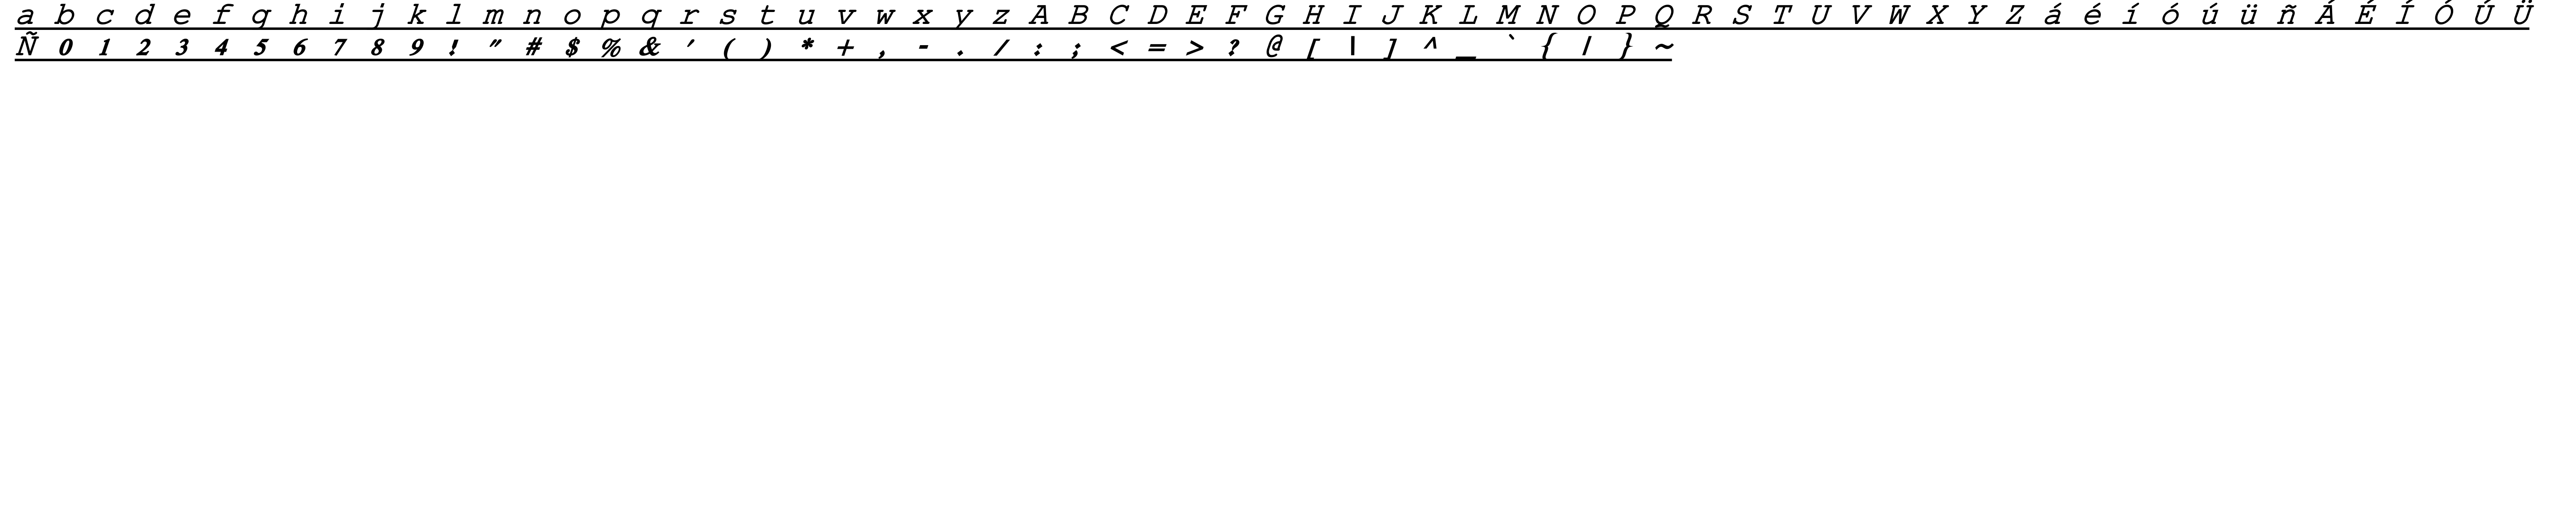 a b c d e f g h i j k l m n o p q r s t u v w x y z A B C D E F G H I J K L M N O P Q R S T U V W X Y Z á é í ó ú ü ñ Á É Í Ó Ú Ü
Ñ 0 1 2 3 4 5 6 7 8 9 ! " # $ % & ' ( ) * + , - . / : ; < = > ? @ [ \ ] ^ _ ` { | } ~